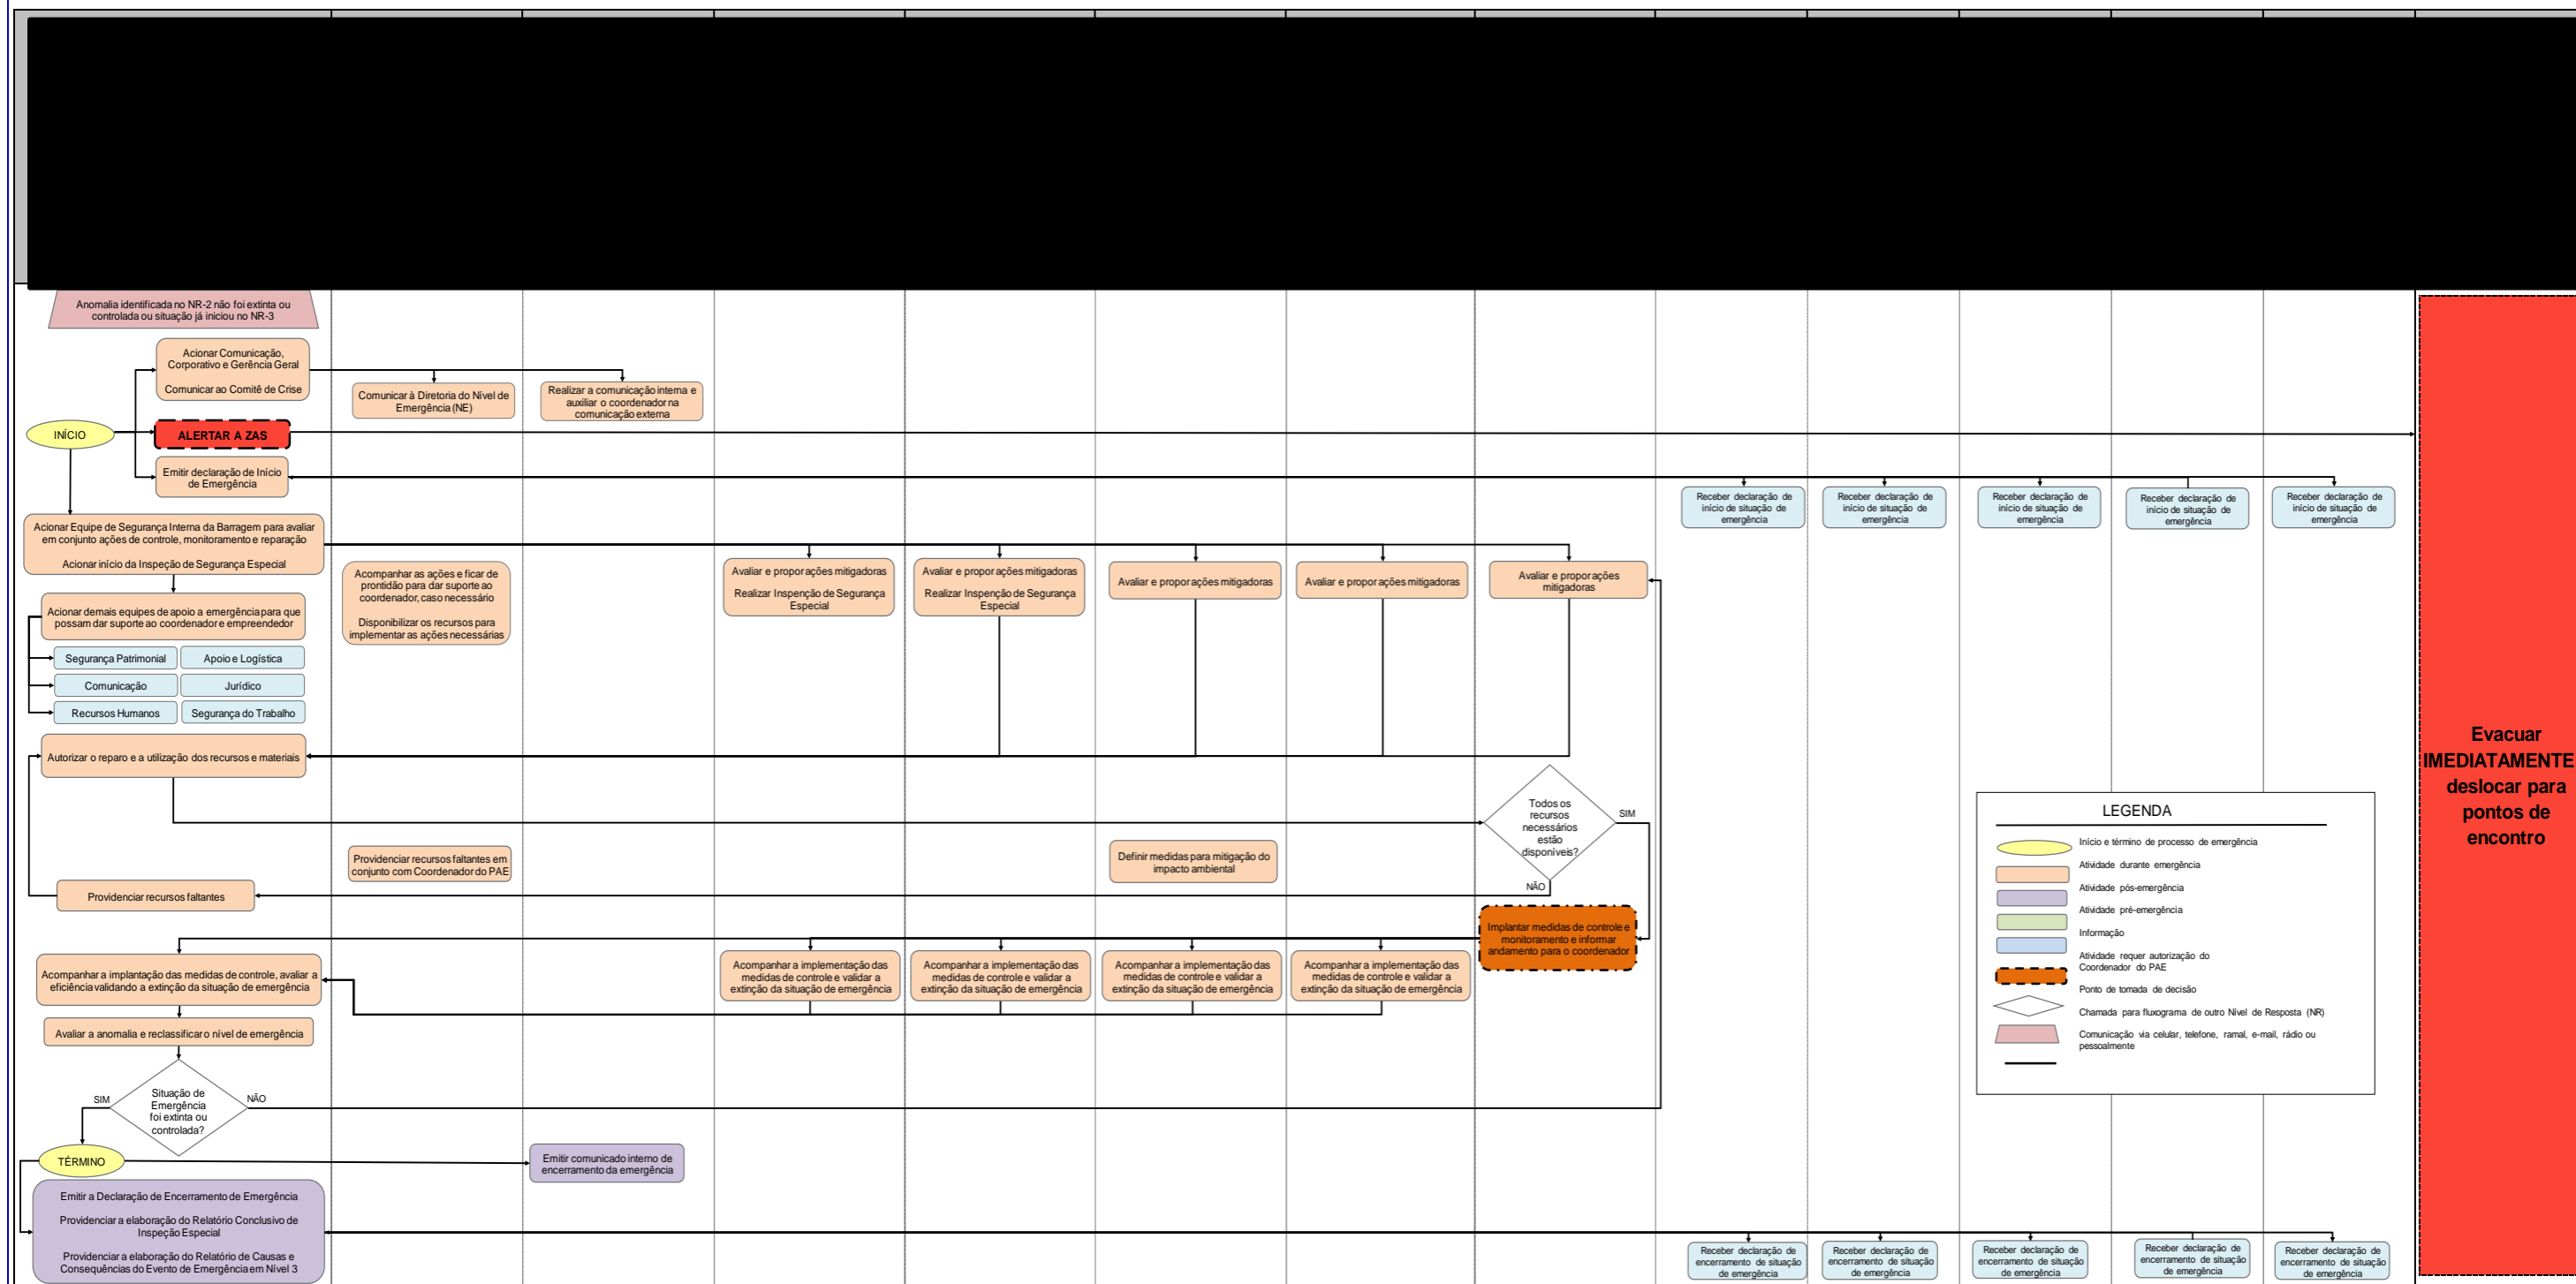 Anomalia identificada no NR-2 não foi extinta ou
controlada ou situação já iniciou no NR-3
Acionar Comunicação,
Corporativo e Gerência Geral
Comunicar ao Comitê de Crise
Comunicar à Diretoria do Nível de
Emergência (NE)
Realizar a comunicação interna e
auxiliar o coordenador na
comunicação externa
INÍCIO
ALERTAR A ZAS
Emitir declaração de Início
de Emergência
Receber declaração de
início de situação de
emergência
Receber declaração de
início de situação de
emergência
Receber declaração de
início de situação de
emergência
Receber declaração de
início de situação de
emergência
Receber declaração de
início de situação de
emergência
Acionar Equipe de Segurança Interna da Barragem para avaliar
em conjunto ações de controle, monitoramento e reparação
Acionar início da Inspeção de Segurança Especial
Acompanhar as ações e ficar de
prontidão para dar suporte ao
coordenador, caso necessário
Disponibilizar os recursos para
implementar as ações necessárias
Avaliar e propor ações mitigadoras
Realizar Inspenção de Segurança
Especial
Avaliar e propor ações mitigadoras
Realizar Inspenção de Segurança
Especial
Avaliar e propor ações mitigadoras
Avaliar e propor ações mitigadoras
Avaliar e propor ações
mitigadoras
Acionar demais equipes de apoio a emergência para que
possam dar suporte ao coordenador e empreendedor
Segurança Patrimonial
Apoio e Logística
Comunicação
Jurídico
Recursos Humanos
Segurança do Trabalho
Autorizar o reparo e a utilização dos recursos e materiais
Evacuar
IMEDIATAMENTE
deslocar para
pontos de
encontro
Todos os
recursos
necessários
estão
disponíveis?
SIM
NÃO
Providenciar recursos faltantes em
conjunto com Coordenador do PAE
Definir medidas para mitigação do
impacto ambiental
Providenciar recursos faltantes
LEGENDA
Início e término de processo de emergência
Atividade durante emergência
Atividade pós-emergência
Atividade pré-emergência
Informação
Atividade requer autorização do
Coordenador do PAE
Ponto de tomada de decisão
Chamada para fluxograma de outro Nível de Resposta (NR)
Comunicação via celular, telefone, ramal, e-mail, rádio ou
pessoalmente
Implantar medidas de controle e
monitoramento e informar
andamento para o coordenador
Acompanhar a implantação das medidas de controle, avaliar a
eficiência validando a extinção da situação de emergência
Acompanhar a implementação das
medidas de controle e validar a
extinção da situação de emergência
Acompanhar a implementação das
medidas de controle e validar a
extinção da situação de emergência
Acompanhar a implementação das
medidas de controle e validar a
extinção da situação de emergência
Acompanhar a implementação das
medidas de controle e validar a
extinção da situação de emergência
Avaliar a anomalia e reclassificar o nível de emergência
Situação de
Emergência
foi extinta ou
controlada?
SIM
NÃO
TÉRMINO
Emitir comunicado interno de
encerramento da emergência
Emitir a Declaração de Encerramento de Emergência
Providenciar a elaboração do Relatório Conclusivo de
Inspeção Especial
Providenciar a elaboração do Relatório de Causas e
Consequências do Evento de Emergência em Nível 3
Receber declaração de
encerramento de situação
de emergência
Receber declaração de
encerramento de situação
de emergência
Receber declaração de
encerramento de situação
de emergência
Receber declaração de
encerramento de situação
de emergência
Receber declaração de
encerramento de situação
de emergência